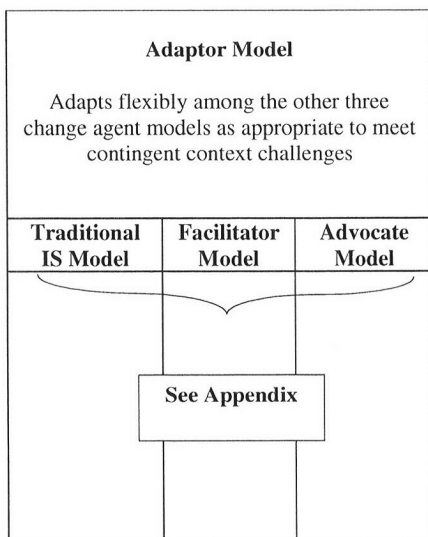 Adaptor Model
Adapts flexibly among the other three
change agent models as appropriate to meet
contingent context challenges
Traditional
IS Model
Facilitator
Model
Advocate
Model
See Appendix